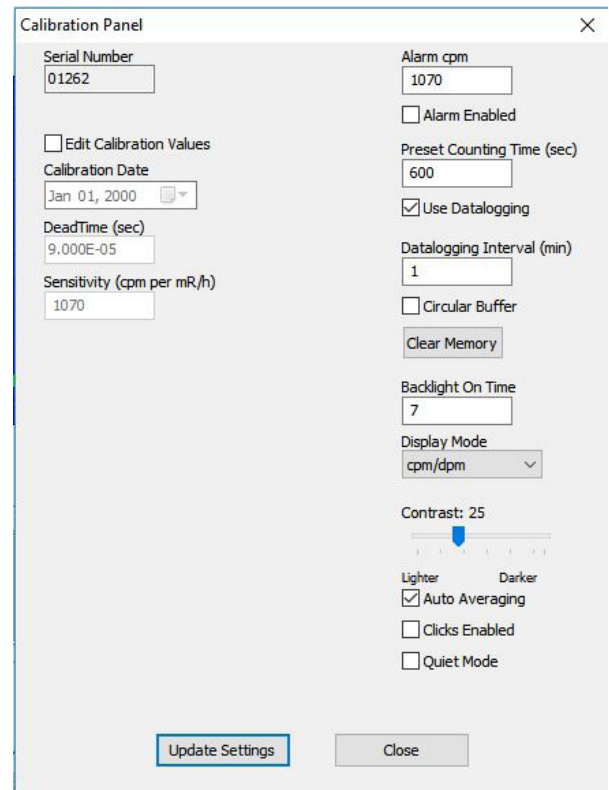 Calibration Panel
Serial Number
01262
Edit Calibration Values
Calibration Date
Jan 01, 2000
DeadTime (sec)
9.000E-05
Sensitivity (cpm per mR/h)
1070
Alarm cpm
1070
Alarm Enabled
Preset Counting Time (sec)
600
Use Datalogging
Datalogging Interval (min)
1
Circular Buffer
Clear Memory
Backlight On Time
7
Display Mode
cpm/dpm
Contrast: 25
Lighter Darker
Auto Averaging
Clicks Enabled
Quiet Mode
Update Settings Close